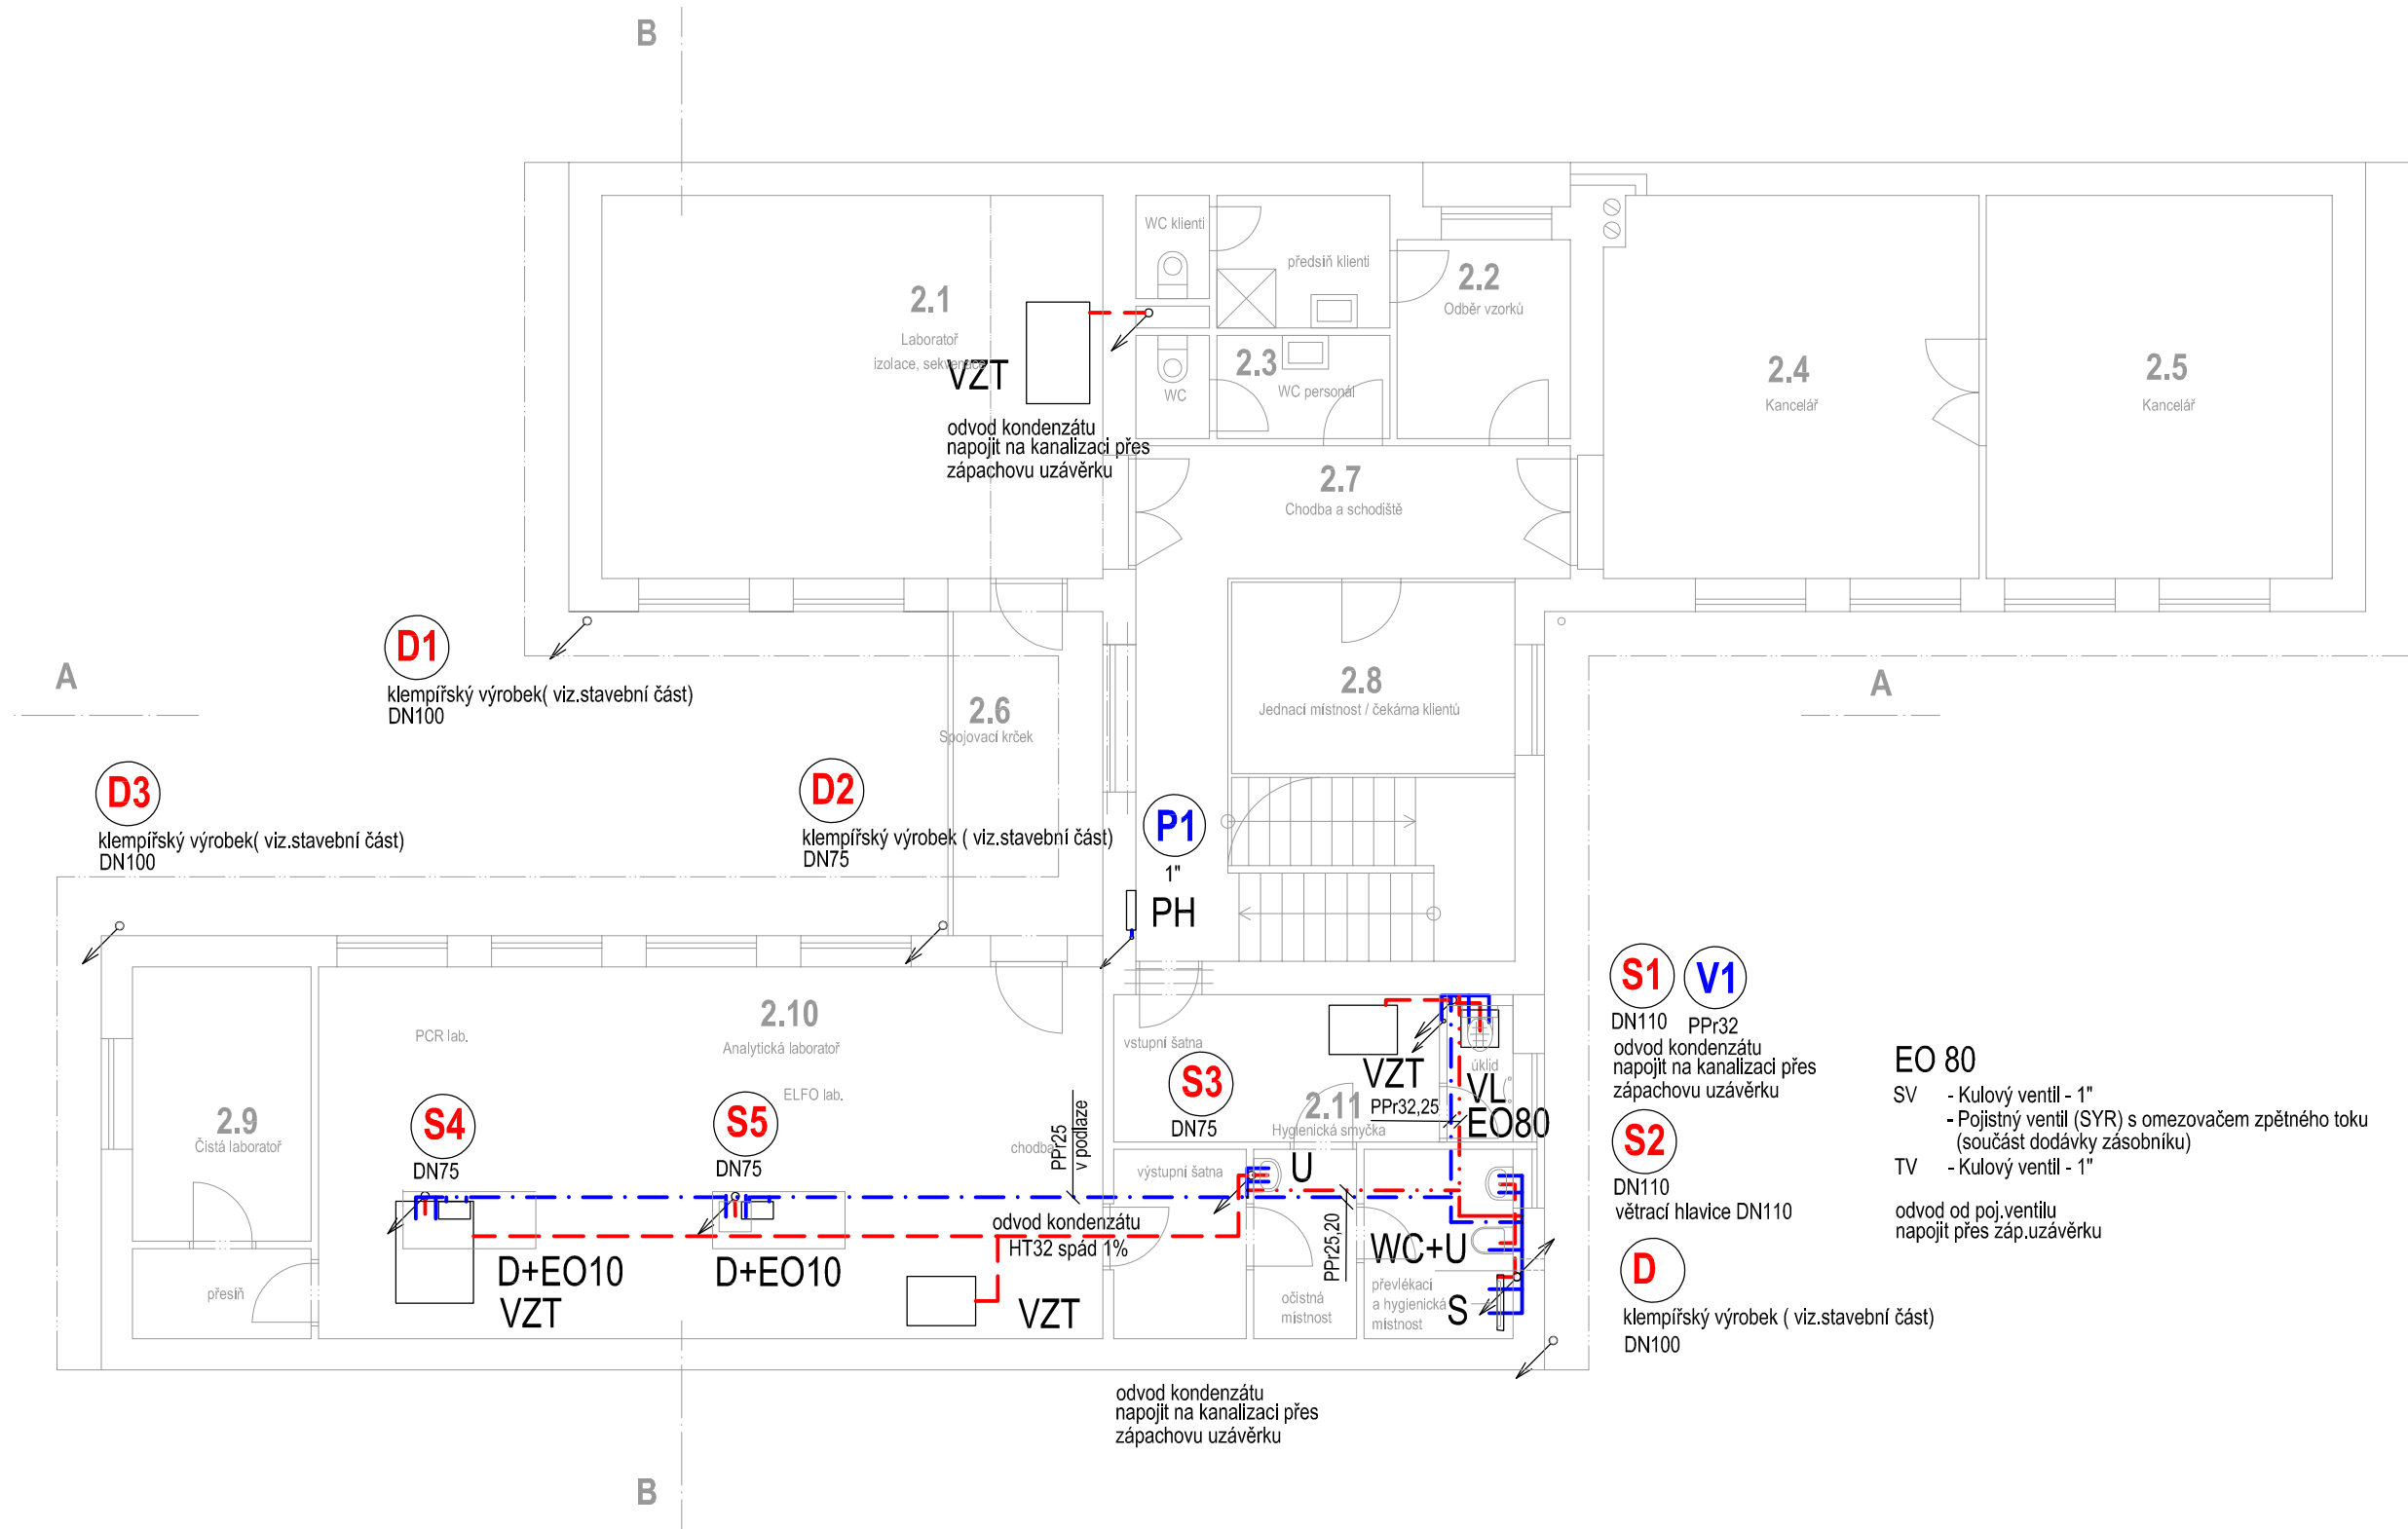 B
WC klienti
předsíň klienti
2.2
Odběr vzorků
2.1
Laboratoř
izolace, sekvenace
VZT
odvod kondenzátu
napojit na kanalizaci přes
zápachovu uzávěrku
WC
2.3
WC personál
2.4
Kancelář
2.5
Kancelář
2.7
Chodba a schodiště
A
D1
klempířský výrobek( viz.stavební část)
DN100
2.6
Spojovací krček
2.8
Jednací místnost / čekárna klientů
A
D3
klempířský výrobek( viz.stavební část)
DN100
D2
klempířský výrobek ( viz.stavební část)
DN75
P1
1"
PH
2.9
Čistá laboratoř
přesíň
PCR lab.
2.10
Analytická laboratoř
ELFO lab.
chodba
S4
DN75
S5
DN75
PPr25
v podlaze
D+EO10
VZT
D+EO10
odvod kondenzátu
HT32 spád 1%
VZT
vstupní šatna
S3
DN75
VZT
PPr32,25
2.11
Hygienická smyčka
úklid
VL
EO80
výstupní šatna
U
PPr25,20
WC+U
očistná
místnost
převlékací
a hygienická
místnost
S
odvod kondenzátu
napojit na kanalizaci přes
zápachovu uzávěrku
S1
V1
DN110
PPr32
odvod kondenzátu
napojit na kanalizaci přes
zápachovu uzávěrku
S2
DN110
větrací hlavice DN110
D
klempířský výrobek ( viz.stavební část)
DN100
EO 80
SV - Kulový ventil - 1"
- Pojistný ventil (SYR) s omezovačem zpětného toku
(součást dodávky zásobníku)
TV - Kulový ventil - 1"
odvod od poj.ventilu
napojit přes záp.uzávěrku
B